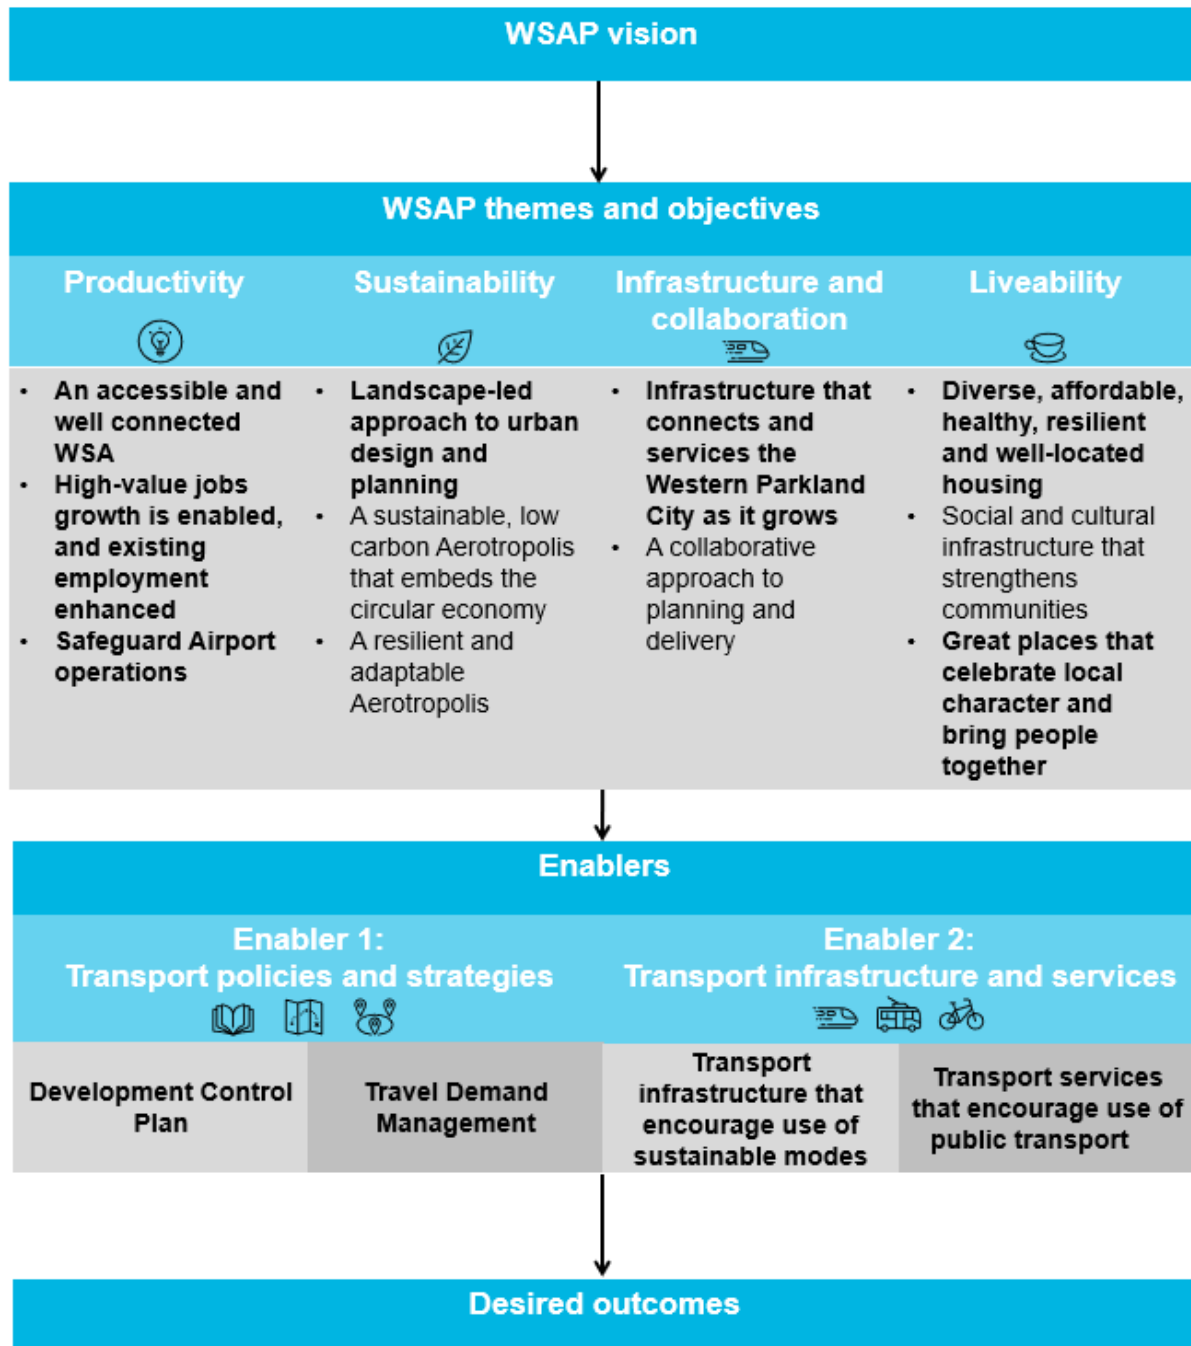 WSAP vision
WSAP themes and objectives
Productivity
• An accessible and
well connected
WSA
• High-value jobs
growth is enabled,
and existing
employment
enhanced
• Safeguard Airport
operations
Sustainability
• Landscape-led
approach to urban
design and
planning
• A sustainable, low
carbon Aerotropolis
that embeds the
circular economy
• A resilient and
adaptable
Aerotropolis
Infrastructure and
collaboration
• Infrastructure that
connects and
services the
Western Parkland
City as it grows
• A collaborative
approach to
planning and
delivery
Liveability
• Diverse, affordable,
healthy, resilient
and well-located
housing
• Social and cultural
infrastructure that
strengthens
communities
• Great places that
celebrate local
character and
bring people
together
Enablers
Enabler 1:
Transport policies and strategies
Development Control
Plan
Travel Demand
Management
Enabler 2:
Transport infrastructure and services
Transport
infrastructure that
encourage use of
sustainable modes
Transport services
that encourage use of
public transport
Desired outcomes